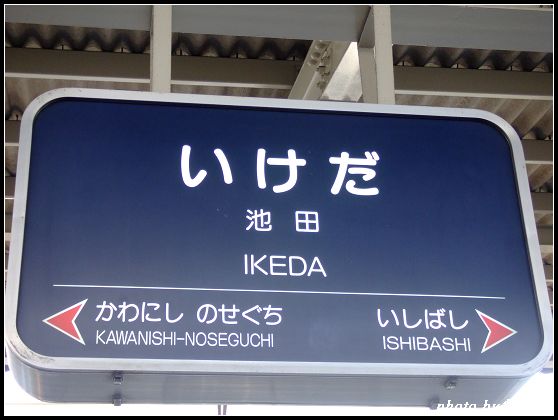 いけだ
池田
IKEDA
かわにし のせぐち
いしばし
KAWANISHI-NOSEGUCHI
ISHIBASHI